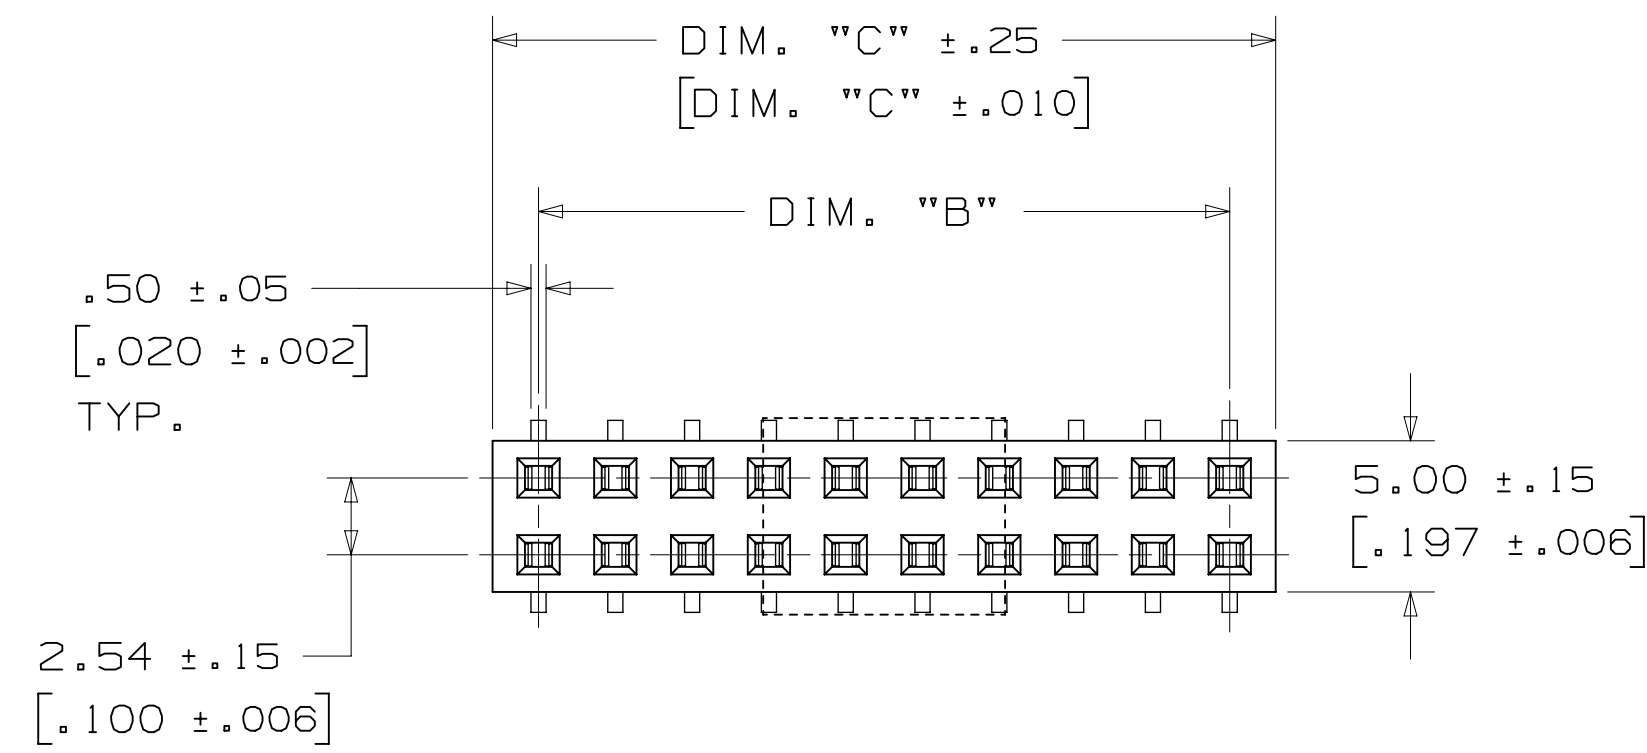 DIM. "C" ±.25
[DIM. "C" ±.010]
DIM. "B"
.50 ±.05
[.020 ±.002]
TYP.
5.00 ±.15
[.197 ±.006]
2.54 ±.15
[.100 ±.006]